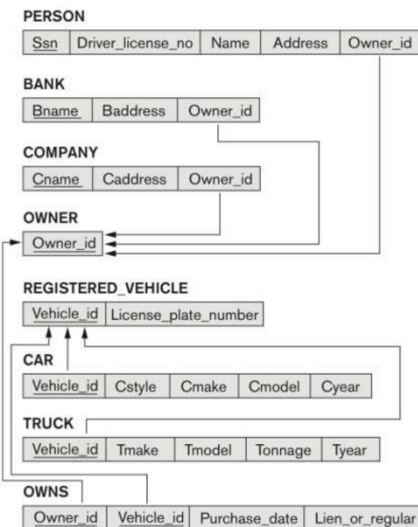 PERSON
Ssn Driver_license_no Name Address Owner_id
BANK
Bname Baddress Owner_id
COMPANY
Cname Caddress Owner_id
OWNER
Owner_id
REGISTERED_VEHICLE
Vehicle_id License_plate_number
CAR
Vehicle_id Cstyle Cmake Cmodel Cyear
TRUCK
Vehicle_id Tmake Tmodel Tonnage Tyear
OWNS
Owner_id Vehicle_id Purchase_date Lien_or_regular